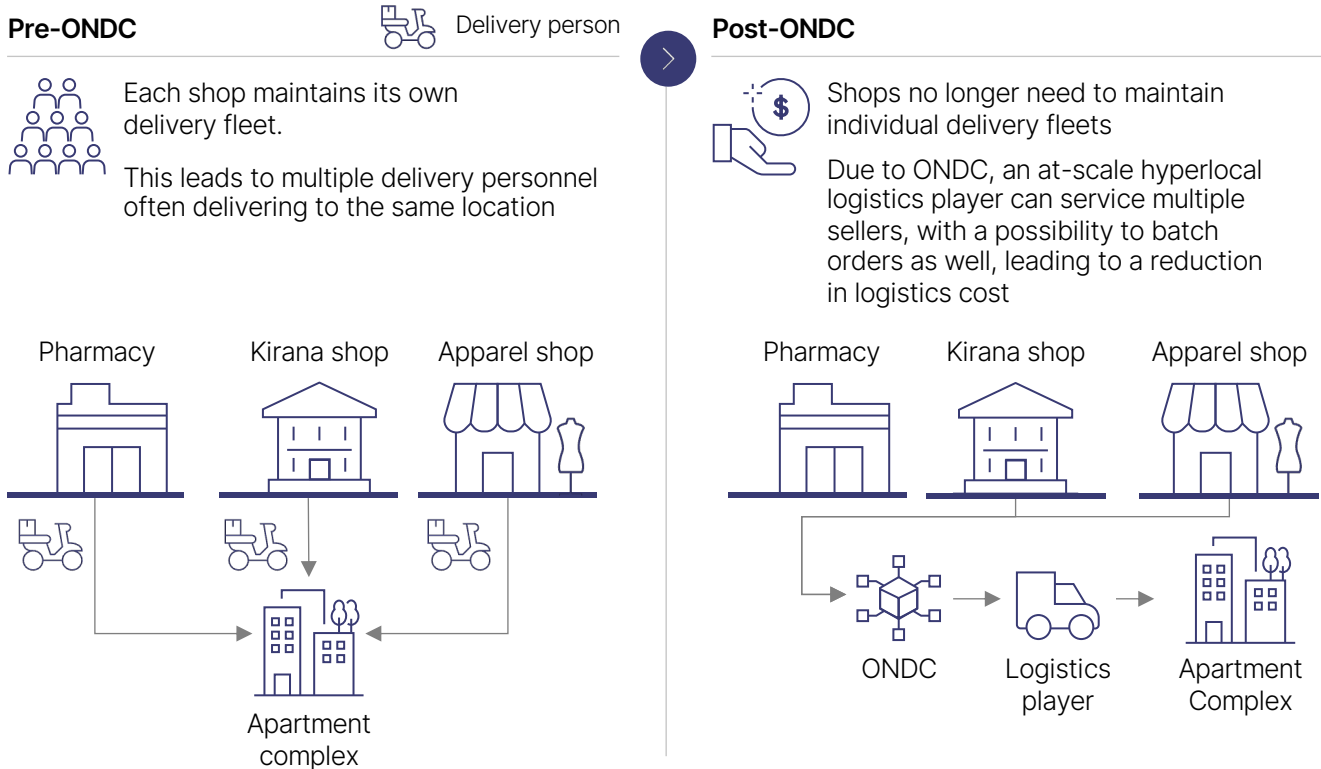 Pre-ONDC
Delivery person
Each shop maintains its own
delivery fleet.
This leads to multiple delivery personnel
often delivering to the same location
Pharmacy
Kirana shop
Apparel shop
Apartment
complex
Post-ONDC
$
Shops no longer need to maintain
individual delivery fleets
Due to ONDC, an at-scale hyperlocal
logistics player can service multiple
sellers, with a possibility to batch
orders as well, leading to a reduction
in logistics cost
Pharmacy
Kirana shop
Apparel shop
ONDC
Logistics
player
Apartment
Complex